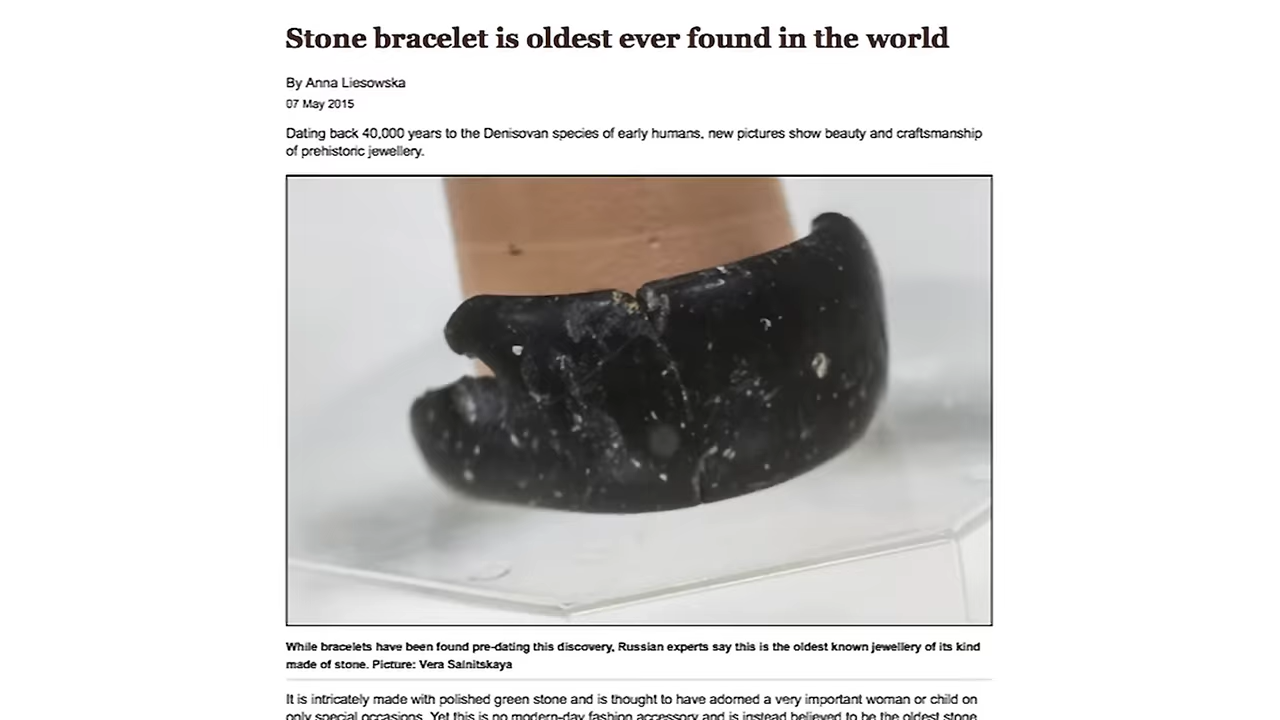 Stone bracelet is oldest ever found in the world
By Anna Liesowska
07 May 2015
Dating back 40,000 years to the Denisovan species of early humans, new pictures show beauty and craftsmanship
of prehistoric jewellery.
While bracelets have been found pre-dating this discovery, Russian experts say this is the oldest known jewellery of its kind
made of stone. Picture: Vera Salnitskaya
It is intricately made with polished green stone and is thought to have adorned a very important woman or child on
only special occasions. Yet this is no modern-day fashion accessory and is instead believed to be the oldest stone